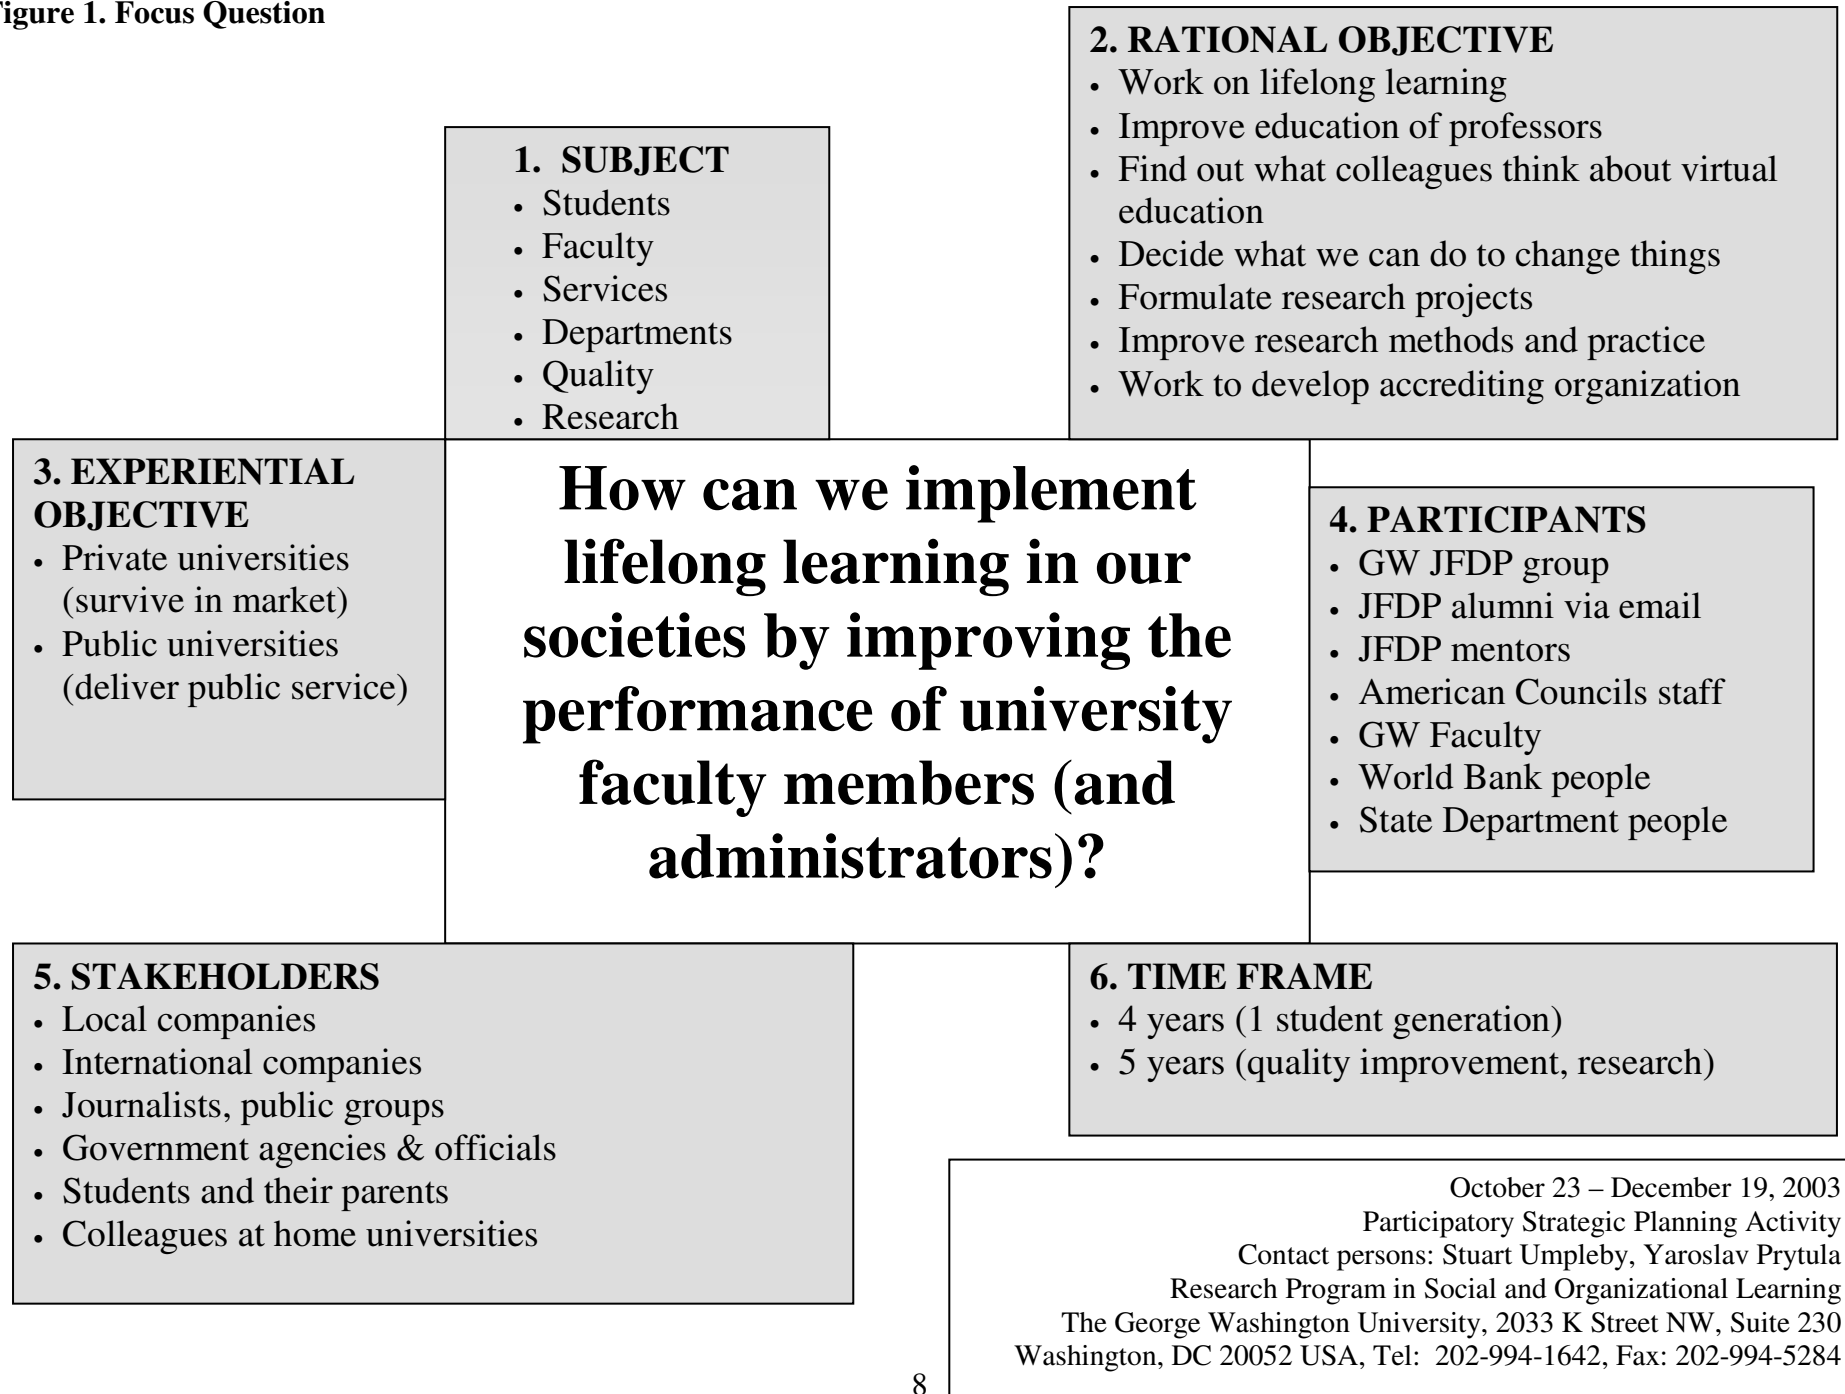 Figure 1. Focus Question
1. SUBJECT
• Students
• Faculty
• Services
• Departments
• Quality
• Research
2. RATIONAL OBJECTIVE
• Work on lifelong learning
• Improve education of professors
• Find out what colleagues think about virtual
education
• Decide what we can do to change things
• Formulate research projects
• Improve research methods and practice
• Work to develop accrediting organization
3. EXPERIENTIAL
OBJECTIVE
• Private universities
(survive in market)
• Public universities
(deliver public service)
How can we implement
lifelong learning in our
societies by improving the
performance of university
faculty members (and
administrators)?
4. PARTICIPANTS
• GW JFDP group
• JFDP alumni via email
• JFDP mentors
• American Councils staff
• GW Faculty
• World Bank people
• State Department people
5. STAKEHOLDERS
• Local companies
• International companies
• Journalists, public groups
• Government agencies & officials
• Students and their parents
• Colleagues at home universities
6. TIME FRAME
• 4 years (1 student generation)
• 5 years (quality improvement, research)
October 23 – December 19, 2003
Participatory Strategic Planning Activity
Contact persons: Stuart Umpleby, Yaroslav Prytula
Research Program in Social and Organizational Learning
The George Washington University, 2033 K Street NW, Suite 230
Washington, DC 20052 USA, Tel: 202-994-1642, Fax: 202-994-5284
8